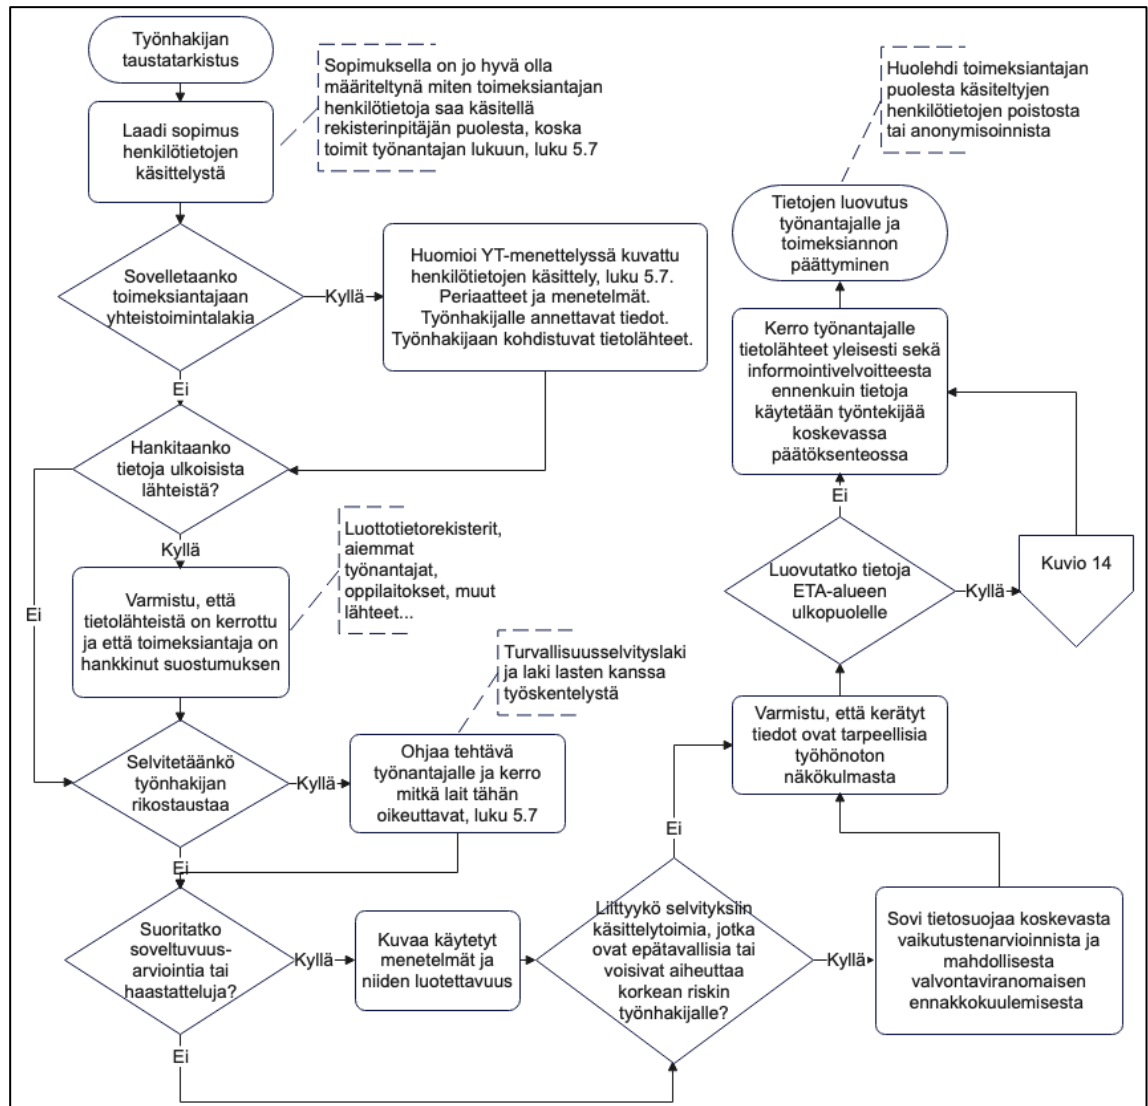 Työnhakijan
taustatarkistus
Sopimuksella on jo hyvä olla
määriteltynä miten toimeksiantajan
henkilötietoja saa käsitellä
rekisterinpitäjän puolesta, koska
toimit työnantajan lukuun, luku 5.7
Laadi sopimus
henkilötietojen
käsittelystä
Sovelletaanko
toimeksiantajaan
yhteistoimintalakia
Kyllä
Huomioi YT-menettelyssä kuvattu
henkilötietojen käsittely, luku 5.7.
Periaatteet ja menetelmät.
Työnhakijalle annettavat tiedot.
Työnhakijaan kohdistuvat tietolähteet.
Ei
Hankitaanko
tietoja ulkoisista
lähteistä?
Kyllä
Ei
Luottotietorekisterit,
aiemmat
työnantajat,
oppilaitokset, muut
lähteet...
Varmistu, että
tietolähteistä on kerrottu
ja että toimeksiantaja on
hankkinut suostumuksen
Turvallisuusselvityslaki
ja laki lasten kanssa
työskentelystä
Selvitetäänkö
työnhakijan
rikostaustaa
Kyllä
Ohjaa tehtävä
työnantajalle ja kerro
mitkä lait tähän
oikeuttavat, luku 5.7
Ei
Suoritatko
soveltuvuus-
arviointia tai
haastatteluja?
Kyllä
Kuvaa käytetyt
menetelmät ja
niiden luotettavuus
Ei
Liittyykö selvityksiin
käsittelytoimia, jotka
ovat epätavallisia tai
voisivat aiheuttaa
korkean riskin
työnhakijalle?
Kyllä
Sovi tietosuojaa koskevasta
vaikutustenarvioinnista ja
mahdollisesta
valvontaviranomaisen
ennakkokuulemisesta
Ei
Varmistu, että kerätyt
tiedot ovat tarpeellisia
työhönoton
näkökulmasta
Luovutatko tietoja
ETA-alueen
ulkopuolelle
Kyllä
Kuvio 14
Ei
Kerro työnantajalle
tietolähteet yleisesti sekä
informointivelvoitteesta
ennenkuin tietoja
käytetään työntekijää
koskevassa
päätöksenteossa
Tietojen luovutus
työnantajalle ja
toimeksiannon
päättyminen
Huolehdi toimeksiantajan
puolesta käsiteltyjen
henkilötietojen poistosta
tai anonymisoinnista